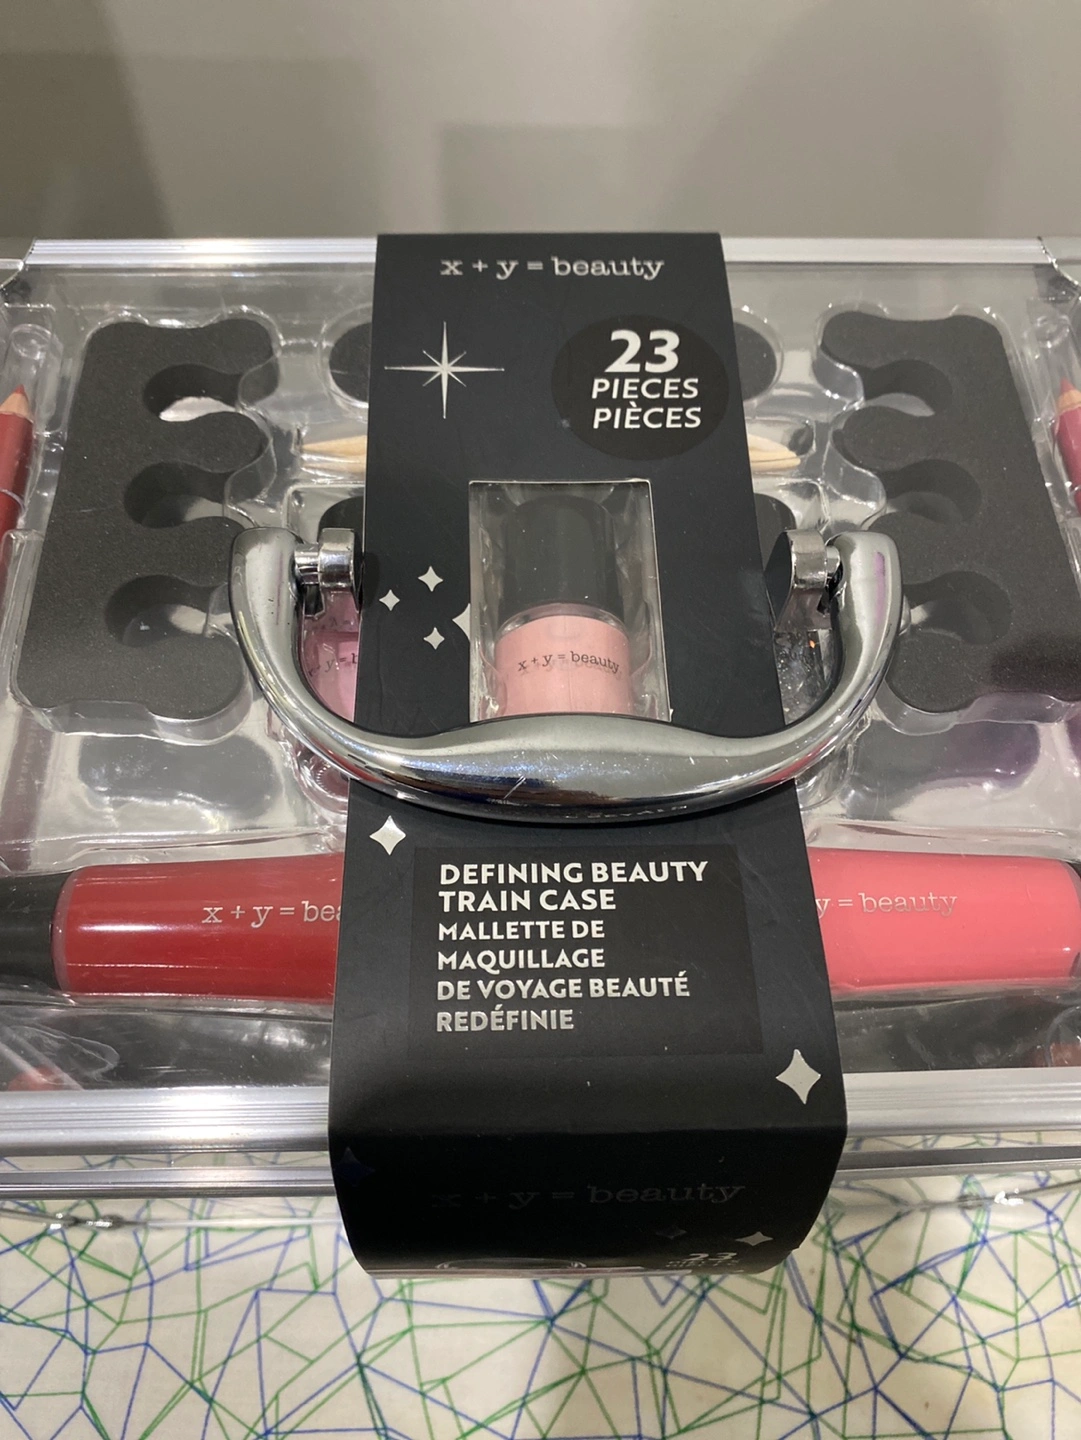 x + y = beauty
23
PIECES
PIÈCES
x + y = beauty
x + y = bea
y = beauty
DEFINING BEAUTY
TRAIN CASE
MALLETTE DE
MAQUILLAGE
DE VOYAGE BEAUTÉ
REDÉFINIE
x + y = beauty
23